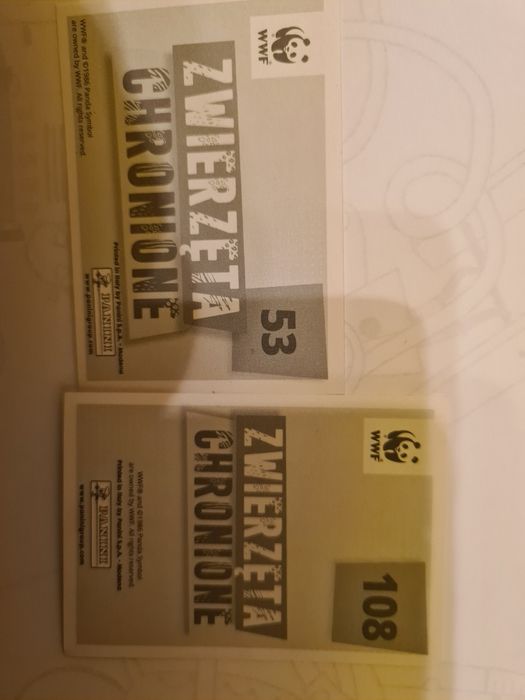 WWF
ZWIERZĘTA
CHRONIONE
53
WWF® and ©1986 Panda Symbol
are owned by WWF. All rights reserved.
Printed in Italy by Panini S.p.A. - Modena
PANINI
www.paninigroup.com
WWF
ZWIERZĘTA
CHRONIONE
108
WWF® and ©1986 Panda Symbol
are owned by WWF. All rights reserved.
Printed in Italy by Panini S.p.A. - Modena
PANINI
www.paninigroup.com